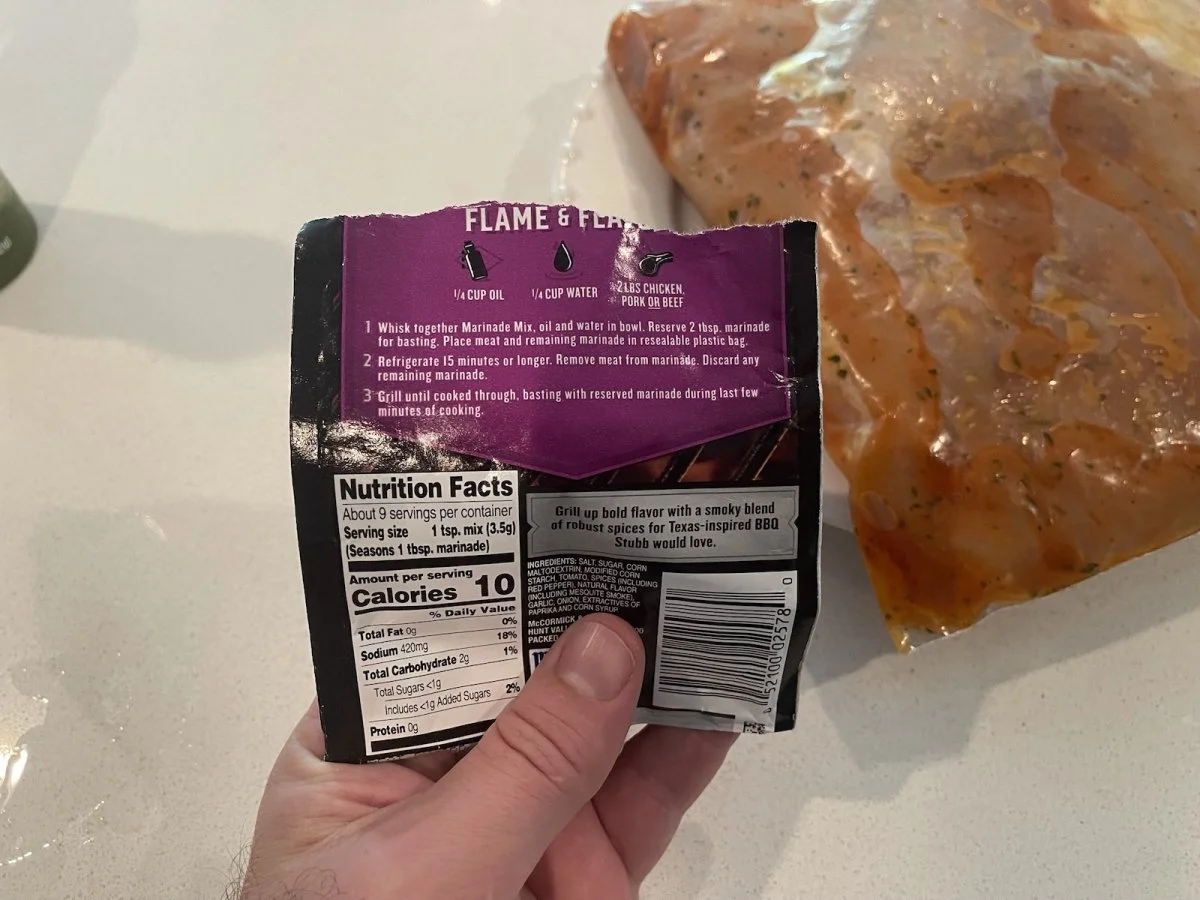 FLAME &
1/4 CUP OIL
1/4 CUP WATER
2 LBS CHICKEN,
PORK OR BEEF
1 Whisk together Marinade Mix, oil and water in bowl. Reserve 2 tbsp. marinade
for basting. Place meat and remaining marinade in resealable plastic bag.
2 Refrigerate 15 minutes or longer. Remove meat from marinade. Discard any
remaining marinade.
3 Grill until cooked through, basting with reserved marinade during last few
minutes of cooking.
Nutrition Facts
About 9 servings per container
Serving size 1 tsp. mix (3.5g)
(Seasons 1 tbsp. marinade)
Amount per serving
Calories 10
% Daily Value
Total Fat 0g 0%
Sodium 420mg 18%
Total Carbohydrate 2g 1%
Total Sugars <1g
Includes <1g Added Sugars 2%
Protein 0g
Grill up bold flavor with a smoky blend
of robust spices for Texas-inspired BBQ
Stubb would love.
INGREDIENTS: SALT, SUGAR, CORN
MALTODEXTRIN, MODIFIED CORN
STARCH, TOMATO, SPICES (INCLUDING
RED PEPPER), NATURAL FLAVOR
(INCLUDING MESQUITE SMOKE),
GARLIC, ONION, EXTRACTIVES OF
PAPRIKA AND CORN SYRUP
McCORMICK
HUNT
PACKED
0 52100 02578 0